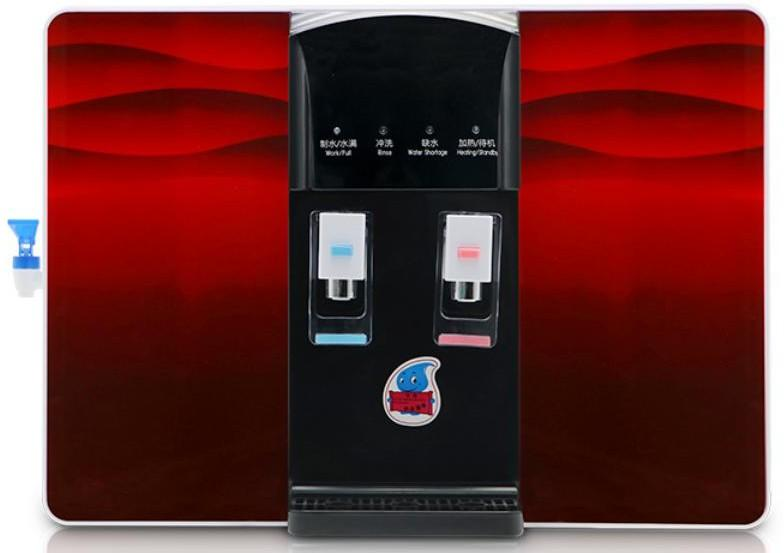 制水/水满
Work/Full
冲洗
Rinse
缺水
Water Shortage
加热/待机
Heating/Standby